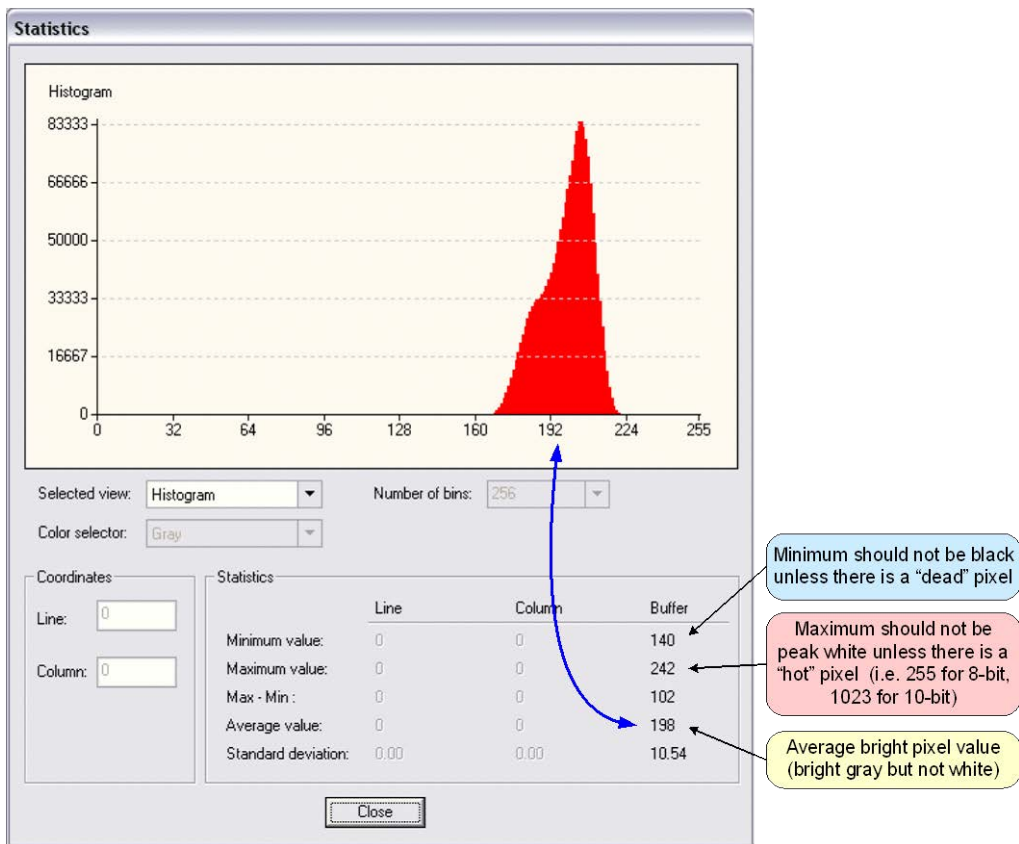 Statistics
Histogram
83333
66666
50000
33333
16667
0
0 32 64 96 128 160 192 224 255
Selected view: Histogram Number of bins: 256
Color selector: Gray
Coordinates
Line: 0
Column: 0
Statistics
Line Column Buffer
Minimum value: 0 0 140
Maximum value: 0 0 242
Max - Min : 0 0 102
Average value: 0 0 198
Standard deviation: 0.00 0.00 10.54
Close
Minimum should not be black
unless there is a “dead” pixel
Maximum should not be
peak white unless there is a
“hot” pixel (i.e. 255 for 8-bit,
1023 for 10-bit)
Average bright pixel value
(bright gray but not white)